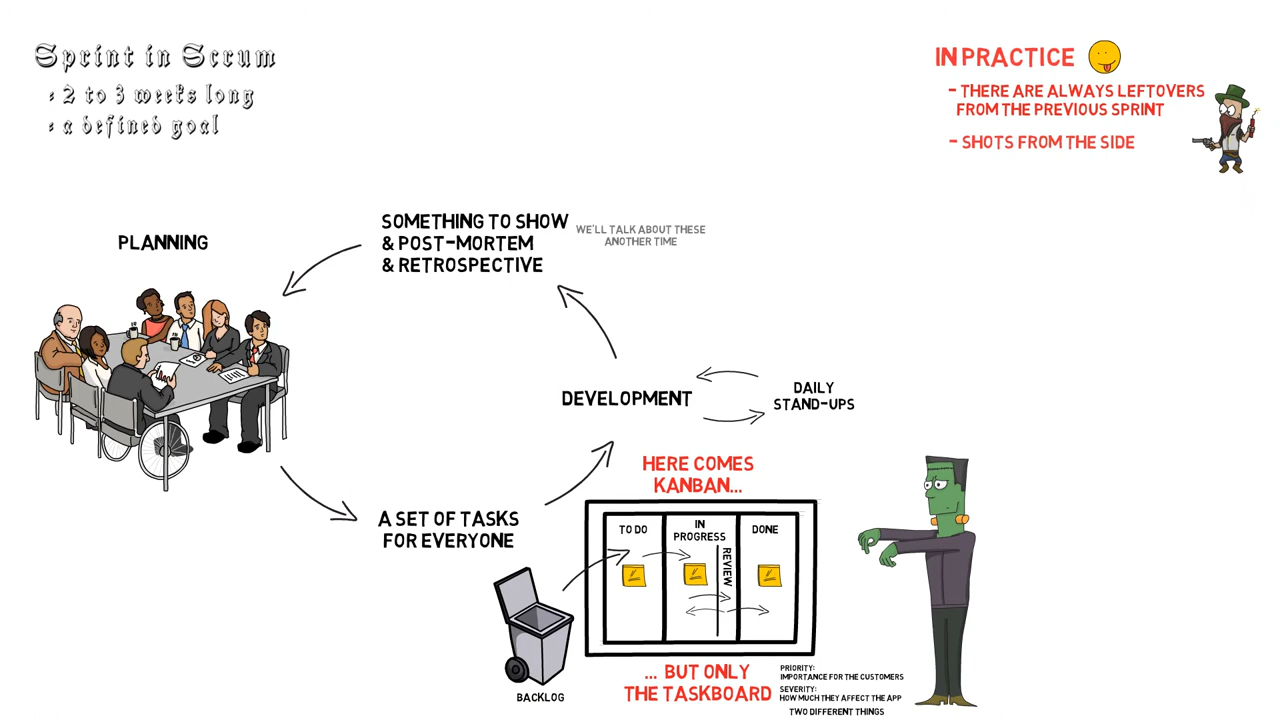 Sprint in Scrum
- 2 to 3 weeks long
- a defined goal
IN PRACTICE
- THERE ARE ALWAYS LEFTOVERS
FROM THE PREVIOUS SPRINT
- SHOTS FROM THE SIDE
PLANNING
SOMETHING TO SHOW
& POST-MORTEM
& RETROSPECTIVE
WE'LL TALK ABOUT THESE
ANOTHER TIME
DEVELOPMENT
DAILY
STAND-UPS
A SET OF TASKS
FOR EVERYONE
HERE COMES
KANBAN...
TO DO
IN
PROGRESS
REVIEW
DONE
BACKLOG
... BUT ONLY
THE TASKBOARD
PRIORITY:
IMPORTANCE FOR THE CUSTOMERS
SEVERITY:
HOW MUCH THEY AFFECT THE APP
TWO DIFFERENT THINGS